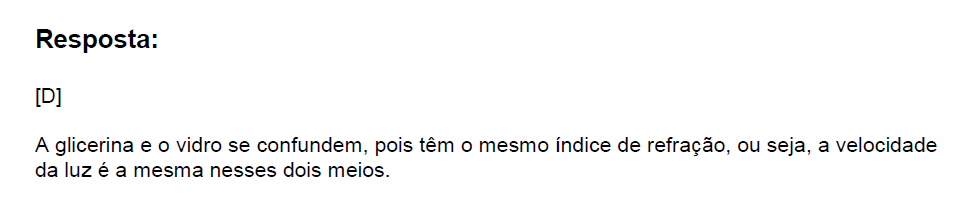 Resposta:
[D]
A glicerina e o vidro se confundem, pois têm o mesmo índice de refração, ou seja, a velocidade
da luz é a mesma nesses dois meios.